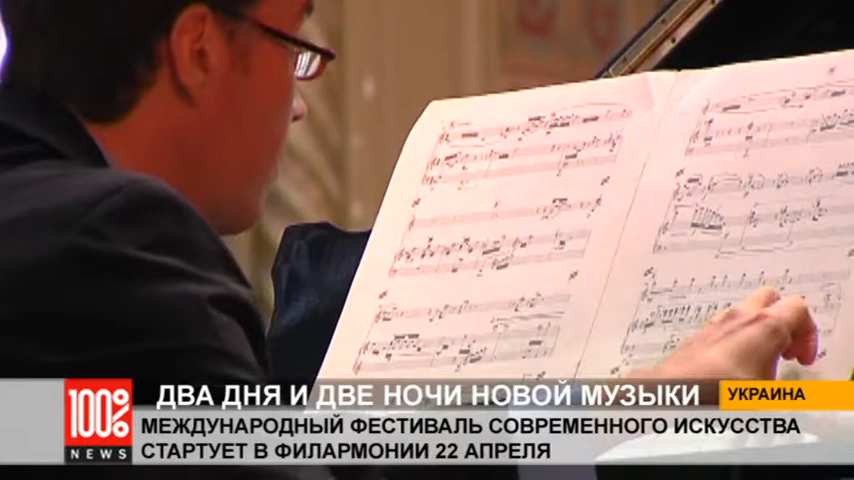 ДВА ДНЯ И ДВЕ НОЧИ НОВОЙ МУЗЫКИ
УКРАИНА
100%
NEWS
МЕЖДУНАРОДНЫЙ ФЕСТИВАЛЬ СОВРЕМЕННОГО ИСКУССТВА
СТАРТУЕТ В ФИЛАРМОНИИ 22 АПРЕЛЯ